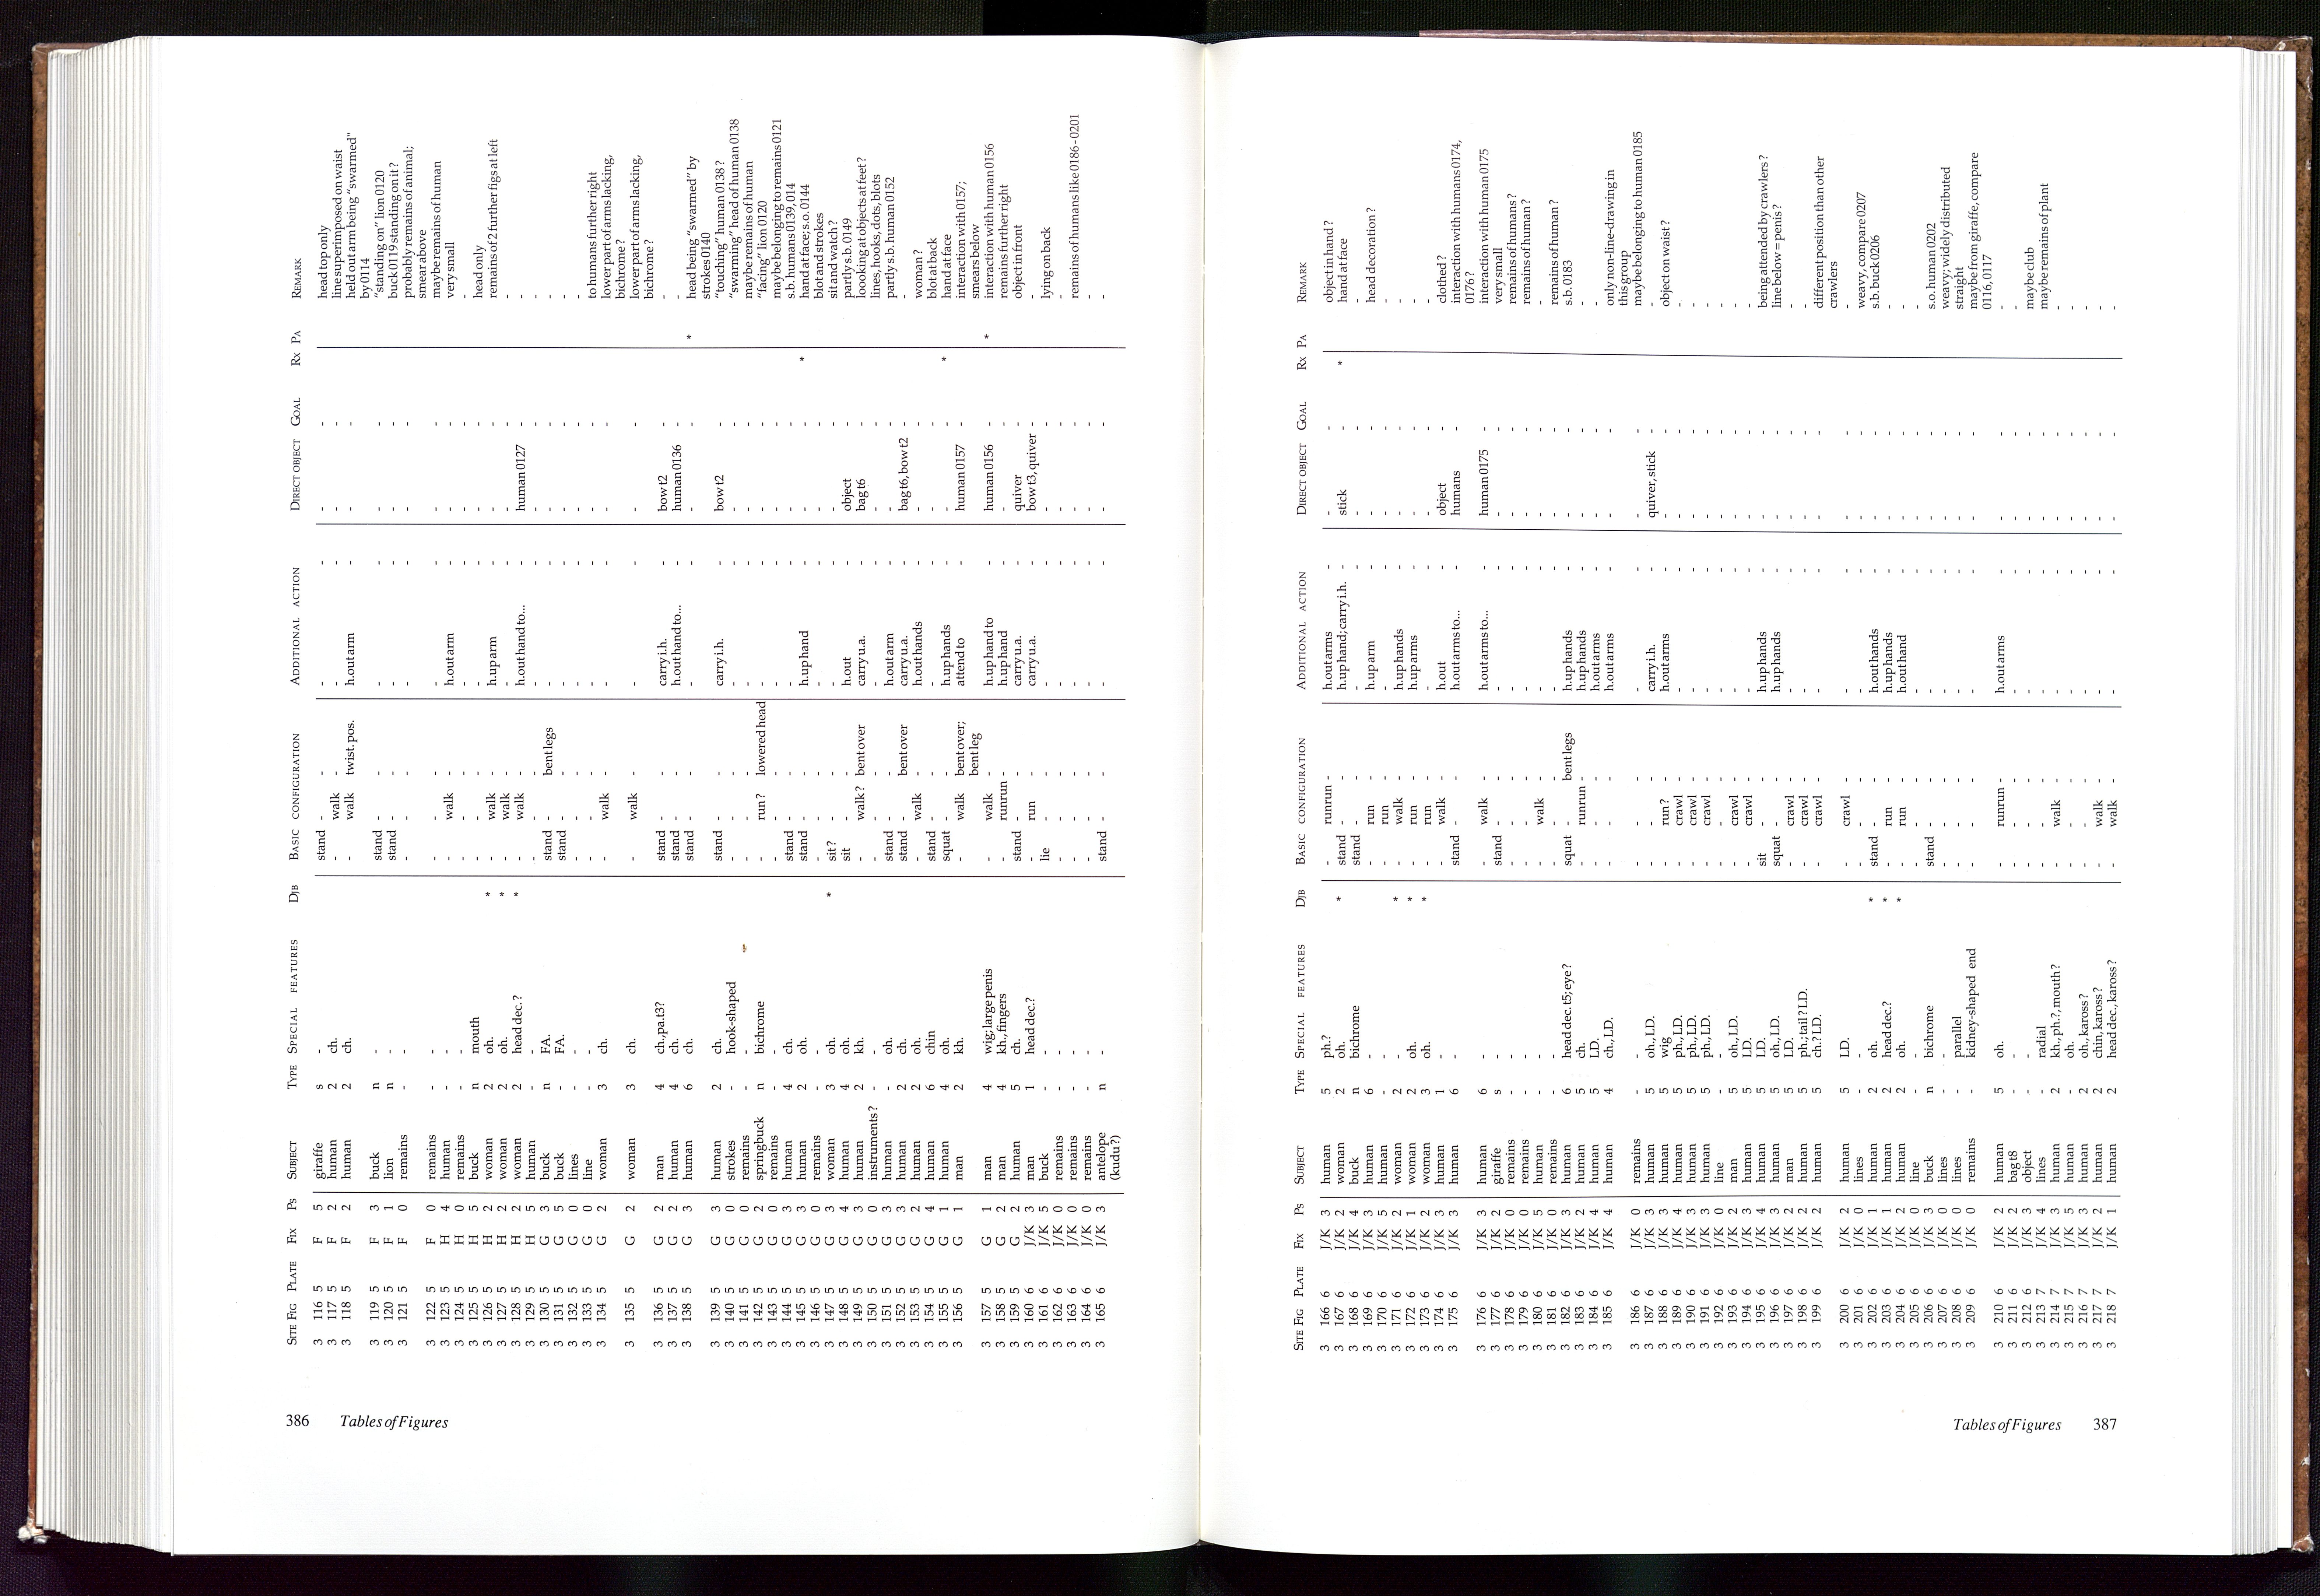 386 Tables of Figures
SITE FIG PLATE FIX PS SUBJECT TYPE SPECIAL FEATURES DJB BASIC CONFIGURATION ADDITIONAL ACTION DIRECT OBJECT GOAL RX PA REMARK
3 116 5 F 5 giraffe s - stand - - - - - - head top only
3 117 5 F 2 human 2 ch. - walk - - - - - line superimposed on waist
3 118 5 F 2 human 2 ch. - walk twist. pos. h.out arm - - - held out arm being "swarmed"
by 0114
3 119 5 F 3 buck n - stand - - - - - - "standing on" lion 0120
3 120 5 F 1 lion n - stand - - - - - - buck 0119 standing on it?
3 121 5 F 0 remains - - - - - - - - - probably remains of animal;
smear above
3 122 5 F 0 remains - - - - - - - - - maybe remains of human
3 123 5 H 4 human - - - walk - h.out arm - - - very small
3 124 5 H 0 remains - - - - - - - - - -
3 125 5 H 5 buck n mouth - - - - - - - head only
3 126 5 H 2 woman 2 oh. * - walk - h.up arm - - - remains of 2 further figs at left
3 127 5 H 2 woman 2 oh. * - walk - - - - - -
3 128 5 H 2 woman 2 head dec.? * - walk - h.out hand to... - human 0127 - -
3 129 5 H 5 human - - - - - - - - - -
3 130 5 G 3 buck n FA. stand - bent legs - - - - -
3 131 5 G 5 buck - FA. stand - - - - - - -
3 132 5 G 0 lines - - - - - - - - - -
3 133 5 G 0 line - - - - - - - - - to humans further right
3 134 5 G 2 woman 3 ch. - walk - - - - - lower part of arms lacking,
bichrome?
3 135 5 G 2 woman 3 ch. - walk - - - - - lower part of arms lacking,
bichrome?
3 136 5 G 2 man 4 ch., pa.t3? stand - - carry i.h. - bow t2 - -
3 137 5 G 2 human 4 ch. stand - - h.out hand to... - human 0136 - -
3 138 5 G 3 human 6 ch. stand - - - - - - * head being "swarmed" by
strokes 0140
3 139 5 G 3 human 2 ch. stand - - carry i.h. - bow t2 - "touching" human 0138?
3 140 5 G 0 strokes - hook-shaped - - - - - - - "swarming" head of human 0138
3 141 5 G 0 remains - - - - - - - - - maybe remains of human
3 142 5 G 2 springbuck n bichrome - run? lowered head - - - - "facing" lion 0120
3 143 5 G 0 remains - - - - - - - - - maybe belonging to remains 0121
3 144 5 G 3 human 4 ch. stand - - - - - - s.b. humans 0139, 014
3 145 5 G 3 human 2 oh. stand - - h.up hand - - - * hand at face; s.o. 0144
3 146 5 G 0 remains - - - - - - - - - blot and strokes
3 147 5 G 3 woman 3 oh. * sit? - - - - - - sit and watch?
3 148 5 G 4 human 4 oh. sit - - h.out - object - partly s.b. 0149
3 149 5 G 3 human 2 kh. - walk? bent over carry u.a. - bag t6 - loooking at objects at feet?
3 150 5 G 0 instruments? - - - - - - - - - lines, hooks, dots, blots
3 151 5 G 3 human - oh. stand - - h.out arm - - - partly s.b. human 0152
3 152 5 G 3 human 2 ch. stand - bent over carry u.a. - bag t6, bow t2 - -
3 153 5 G 2 human 2 oh. - walk - h.out hands - - - woman?
3 154 5 G 4 human 6 chin stand - - - - - - blot at back
3 155 5 G 1 human 4 oh. squat - - h.up hands - - - * hand at face
3 156 5 G 1 man 2 kh. - walk bent over; attend to - human 0157 - interaction with 0157;
bent leg smears below
3 157 5 G 1 man 4 wig; large penis - walk - h.up hand to - human 0156 - * interaction with human 0156
3 158 5 G 2 man 4 kh., fingers - runrun - h.up hand - - - remains further right
3 159 5 G 2 human 5 ch. stand - - carry u.a. - quiver - object in front
3 160 6 J/K 3 man 1 head dec.? - run - carry u.a. - bow t3, quiver - -
3 161 6 J/K 5 buck - - lie - - - - - - lying on back
3 162 6 J/K 0 remains - - - - - - - - - -
3 163 6 J/K 0 remains - - - - - - - - - remains of humans like 0186 - 0201
3 164 6 J/K 0 remains - - - - - - - - - -
3 165 6 J/K 3 antelope n - stand - - - - - - -
(kudu?)
Tables of Figures 387
SITE FIG PLATE FIX PS SUBJECT TYPE SPECIAL FEATURES DJB BASIC CONFIGURATION ADDITIONAL ACTION DIRECT OBJECT GOAL RX PA REMARK
3 166 6 J/K 3 human 5 ph.? - runrun - h.out arms - - - object in hand?
3 167 6 J/K 2 woman 2 oh. * stand - - h.up hand; carry i.h. - stick - * hand at face
3 168 6 J/K 4 buck n bichrome stand - - - - - - -
3 169 6 J/K 3 human 6 - - run - h.up arm - - - head decoration?
3 170 6 J/K 5 human - - - run - - - - - -
3 171 6 J/K 2 woman 2 - * - walk - h.up hands - - - -
3 172 6 J/K 1 woman 2 oh. * - run - h.up arms - - - -
3 173 6 J/K 2 woman 3 oh. * - run - - - - - -
3 174 6 J/K 3 human 1 - - walk - h.out - object - clothed?
3 175 6 J/K 3 human 6 - stand - - h.out arms to... - humans - interaction with humans 0174,
0176?
3 176 6 J/K 3 human 6 - - walk - h.out arms to... - human 0175 - interaction with human 0175
3 177 6 J/K 2 giraffe s - stand - - - - - - very small
3 178 6 J/K 0 remains - - - - - - - - - remains of humans?
3 179 6 J/K 0 remains - - - - - - - - - remains of human?
3 180 6 J/K 5 human - - - walk - - - - - -
3 181 6 J/K 0 remains - - - - - - - - - remains of human?
3 182 6 J/K 3 human 6 head dec. t5; eye? squat - bent legs h.up hands - - - s.b. 0183
3 183 6 J/K 2 human 5 ch. - runrun - h.up hands - - - -
3 184 6 J/K 4 human 5 I.D. - - - h.out arms - - - -
3 185 6 J/K 4 human 4 ch., I.D. - - - h.out arms - - - only non-line-drawing in
this group
3 186 6 J/K 0 remains - - - - - - - - - maybe belonging to human 0185
3 187 6 J/K 3 human 5 oh., I.D. - - - carry i.h. - quiver, stick - -
3 188 6 J/K 3 human 5 wig - run? - h.out arms - - - object on waist?
3 189 6 J/K 4 human 5 ph., I.D. - crawl - - - - - -
3 190 6 J/K 3 human 5 ph., I.D. - crawl - - - - - -
3 191 6 J/K 3 human 5 ph., I.D. - crawl - - - - - -
3 192 6 J/K 0 line - - - - - - - - - -
3 193 6 J/K 2 man 5 oh., I.D. - crawl - - - - - -
3 194 6 J/K 3 human 5 I.D. - crawl - - - - - -
3 195 6 J/K 4 human 5 I.D. sit - - h.up hands - - - being attended by crawlers?
3 196 6 J/K 3 human 5 oh., I.D. squat - - h.up hands - - - line below = penis?
3 197 6 J/K 2 man 5 I.D. - crawl - - - - - -
3 198 6 J/K 2 human 5 ph.; tail? I.D. - crawl - - - - - -
3 199 6 J/K 2 human 5 ch.? I.D. - crawl - - - - - different position than other
crawlers
3 200 6 J/K 2 human 5 I.D. - crawl - - - - - -
3 201 6 J/K 0 lines - - - - - - - - - weavy, compare 0207
3 202 6 J/K 1 human 2 oh. * stand - - h.out hands - - - s.b. buck 0206
3 203 6 J/K 1 human 2 head dec.? * - run - h.up hands - - - -
3 204 6 J/K 2 human 2 oh. * - run - h.out hand - - - -
3 205 6 J/K 0 line - - - - - - - - - -
3 206 6 J/K 3 buck n bichrome stand - - - - - - s.o. human 0202
3 207 6 J/K 0 lines - - - - - - - - - weavy; widely distributed
3 208 6 J/K 0 lines - parallel - - - - - - - straight
3 209 6 J/K 0 remains - kidney-shaped end - - - - - - - maybe from giraffe, compare
0116, 0117
3 210 6 J/K 2 human 5 oh. - runrun - h.out arms - - - -
3 211 6 J/K 2 bag t8 - - - - - - - - - -
3 212 6 J/K 3 object - - - - - - - - - maybe club
3 213 7 J/K 4 lines - radial - - - - - - - maybe remains of plant
3 214 7 J/K 3 human 2 kh., ph.?, mouth? - walk - - - - - -
3 215 7 J/K 5 human - oh. - - - - - - - -
3 216 7 J/K 3 human 2 oh., kaross? - - - - - - - -
3 217 7 J/K 2 human 2 chin, kaross? - walk - - - - - -
3 218 7 J/K 1 human 2 head dec., kaross? - walk - - - - - -